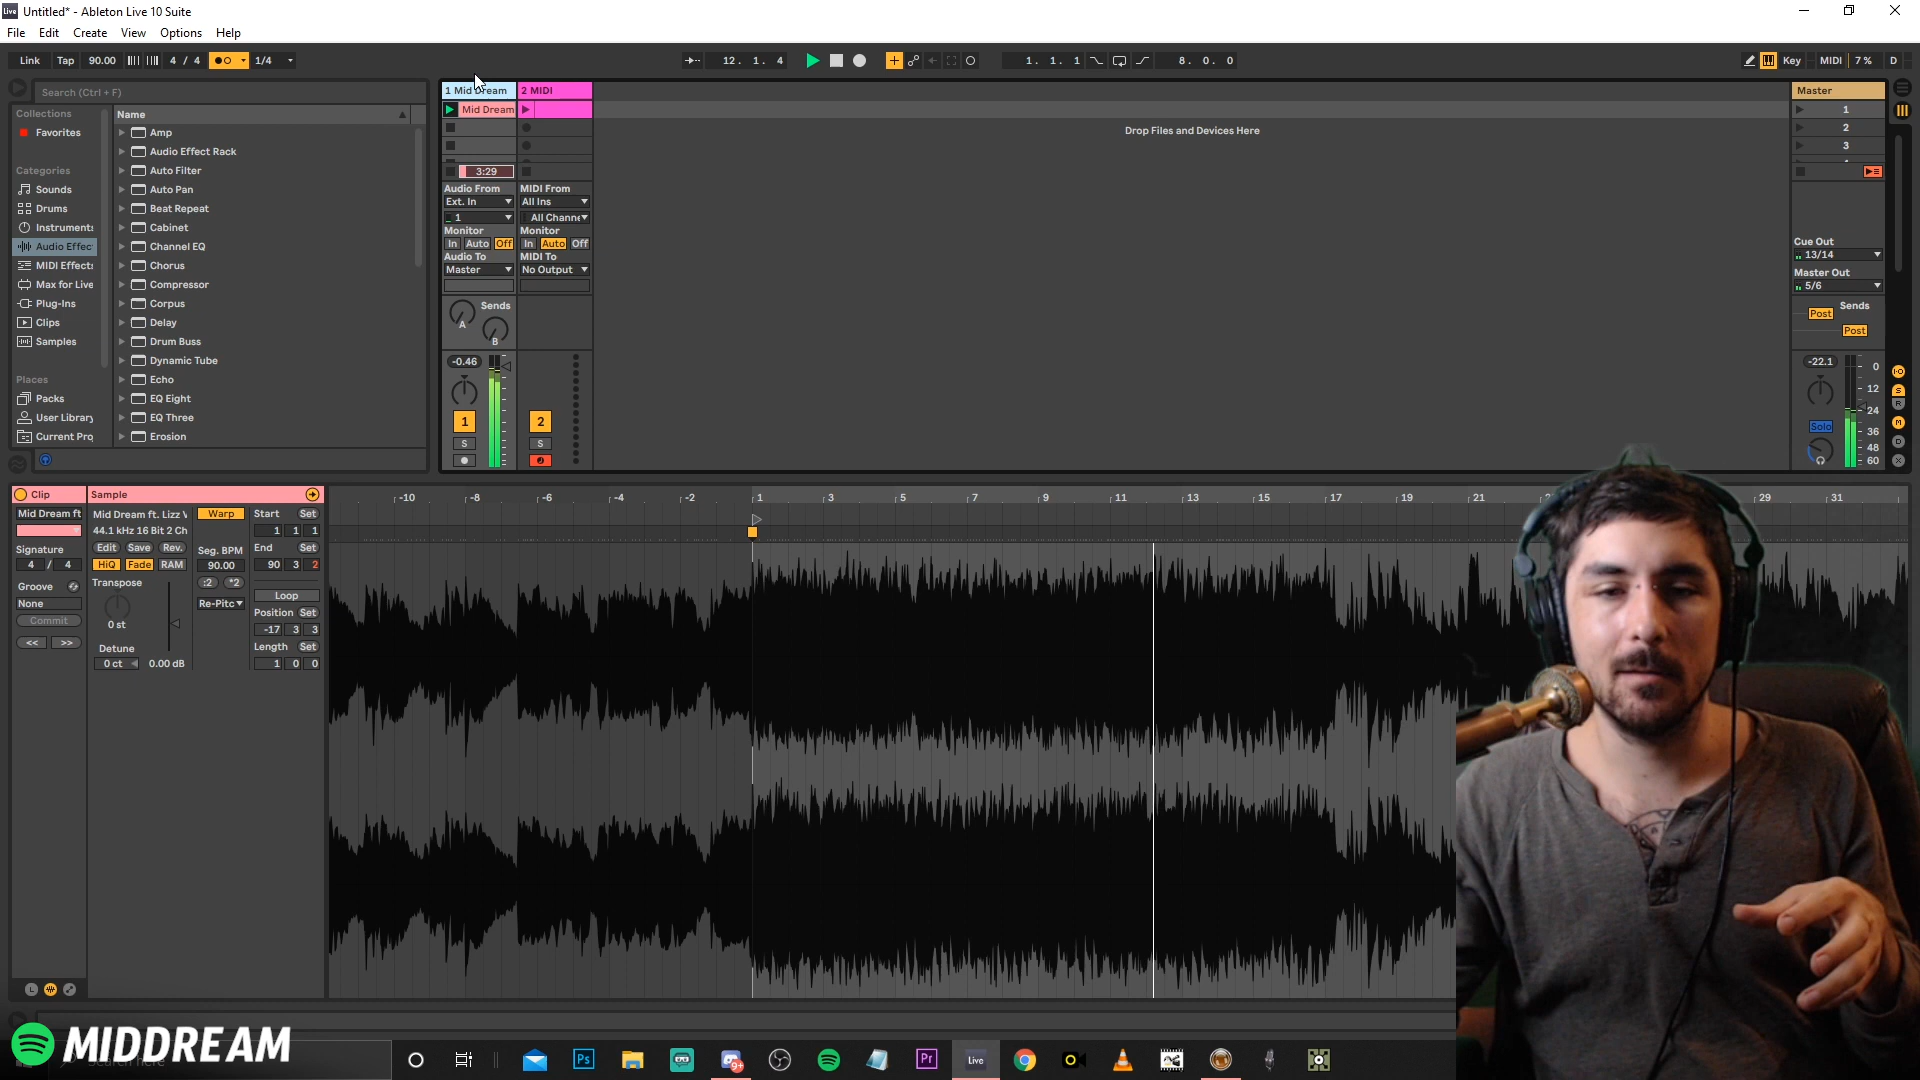 Untitled* - Ableton Live 10 Suite
File Edit Create View Options Help
Link Tap 90.00 4 / 4 1/4 12. 1. 4 1. 1. 1 8. 0. 0 Key MIDI 7 % D
Search (Ctrl + F)
Collections
Favorites
Categories
Sounds
Drums
Instruments
Audio Effec
MIDI Effects
Max for Live
Plug-Ins
Clips
Samples
Places
Packs
User Library
Current Pro
Name
Amp
Audio Effect Rack
Auto Filter
Auto Pan
Beat Repeat
Cabinet
Channel EQ
Chorus
Compressor
Corpus
Delay
Drum Buss
Dynamic Tube
Echo
EQ Eight
EQ Three
Erosion
1 Mid Dream 2 MIDI
Mid Dream
3:29
Audio From MIDI From
Ext. In All Ins
1 All Channe
Monitor Monitor
In Auto Off In Auto Off
Audio To MIDI To
Master No Output
Sends
A
B
-0.46
1 2
S S
Drop Files and Devices Here
Master
1
2
3
Cue Out
13/14
Master Out
5/6
Sends
Post
Post
-22.1
0
12
24
36
48
60
Solo
S
R
M
D
X
Clip
Mid Dream ft
Signature
4 / 4
Groove
None
Commit
<< >>
Sample
Mid Dream ft. Lizz V
44.1 kHz 16 Bit 2 Ch
Edit Save Rev.
HiQ Fade RAM
Transpose
0 st
Detune
0 ct 0.00 dB
Warp
Seg. BPM
90.00
:2 *2
Re-Pitc
Start Set
1 1 1
End Set
90 3 2
Loop
Position Set
-17 3 3
Length Set
1 0 0
-10 -8 -6 -4 -2 1 3 5 7 9 11 13 15 17 19 21 29 31
L
MIDDREAM
Ps
9+
Pr
Live